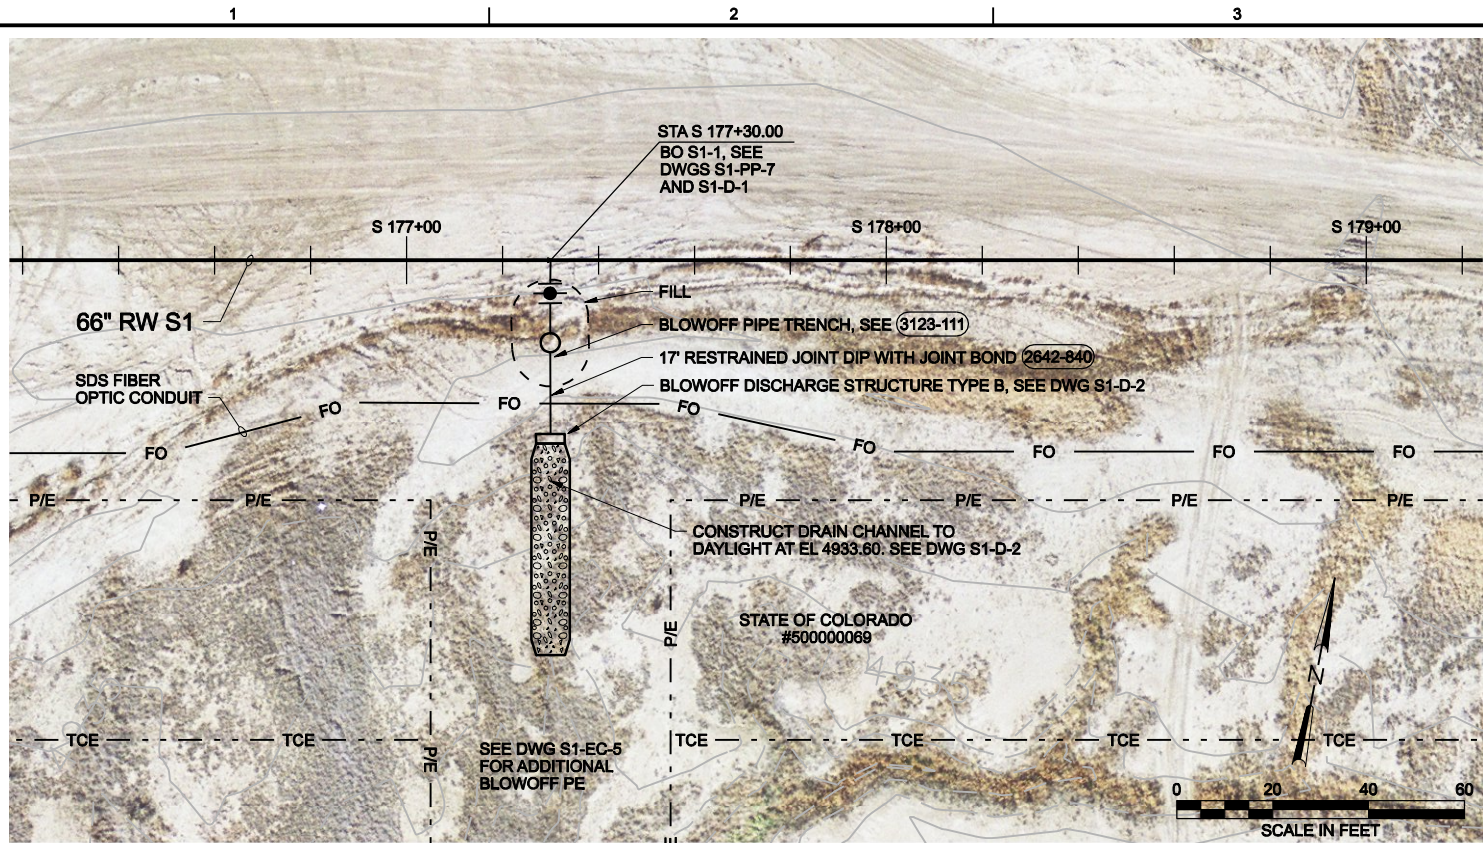 1
2
3
STA S 177+30.00
BO S1-1, SEE
DWGS S1-PP-7
AND S1-D-1
S 177+00
S 178+00
S 179+00
66" RW S1
FILL
BLOWOFF PIPE TRENCH, SEE 3123-111
17' RESTRAINED JOINT DIP WITH JOINT BOND 2642-840
BLOWOFF DISCHARGE STRUCTURE TYPE B, SEE DWG S1-D-2
SDS FIBER
OPTIC CONDUIT
FO
FO
FO
FO
FO
FO
FO
FO
P/E
P/E
P/E
P/E
P/E
P/E
P/E
CONSTRUCT DRAIN CHANNEL TO
DAYLIGHT AT EL 4933.60. SEE DWG S1-D-2
STATE OF COLORADO
#500000069
P/E
N
TCE
TCE
TCE
TCE
TCE
TCE
P/E
SEE DWG S1-EC-5
FOR ADDITIONAL
BLOWOFF PE
0 20 40 60
SCALE IN FEET